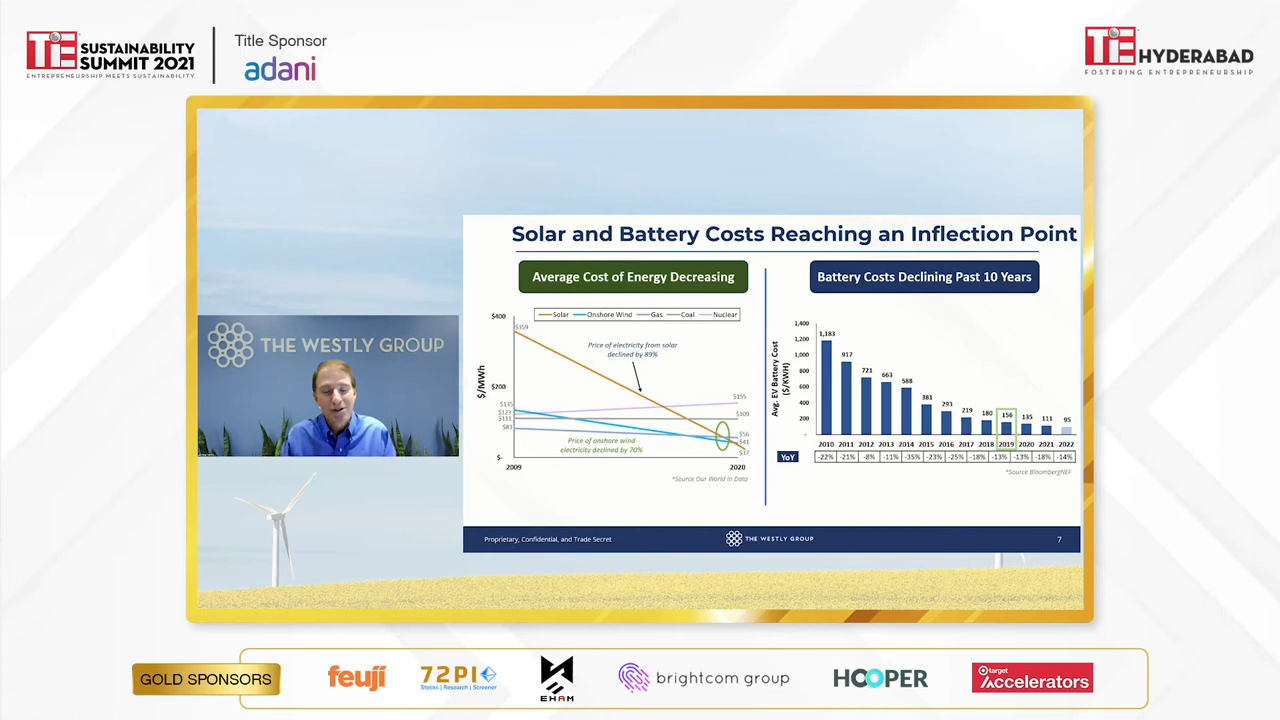 TiE SUSTAINABILITY
SUMMIT 2021
ENTREPRENEURSHIP MEETS SUSTAINABILITY
Title Sponsor
adani
TiE HYDERABAD
FOSTERING ENTREPRENEURSHIP
THE WESTLY GROUP
Solar and Battery Costs Reaching an Inflection Point
Average Cost of Energy Decreasing
Solar Onshore Wind Gas Coal Nuclear
$/MWh
$400
$200
$-
$359
$135
$123
$111
$83
Price of electricity from solar
declined by 89%
Price of onshore wind
electricity declined by 70%
$155
$109
$56
$41
$37
2009 2020
*Source Our World In Data
Battery Costs Declining Past 10 Years
Avg. EV Battery Cost
($/KWH)
1,400
1,200
1,000
800
600
400
200
-
1,183 917 721 663 588 381 293 219 180 156 135 111 95
2010 2011 2012 2013 2014 2015 2016 2017 2018 2019 2020 2021 2022
YoY -22% -21% -8% -11% -35% -23% -25% -18% -13% -13% -18% -14%
*Source BloombergNEF
Proprietary, Confidential, and Trade Secret
THE WESTLY GROUP
7
GOLD SPONSORS
feuji
72PI
Stocks | Research | Screener
EHAM
brightcom group
HOOPER
target
Accelerators